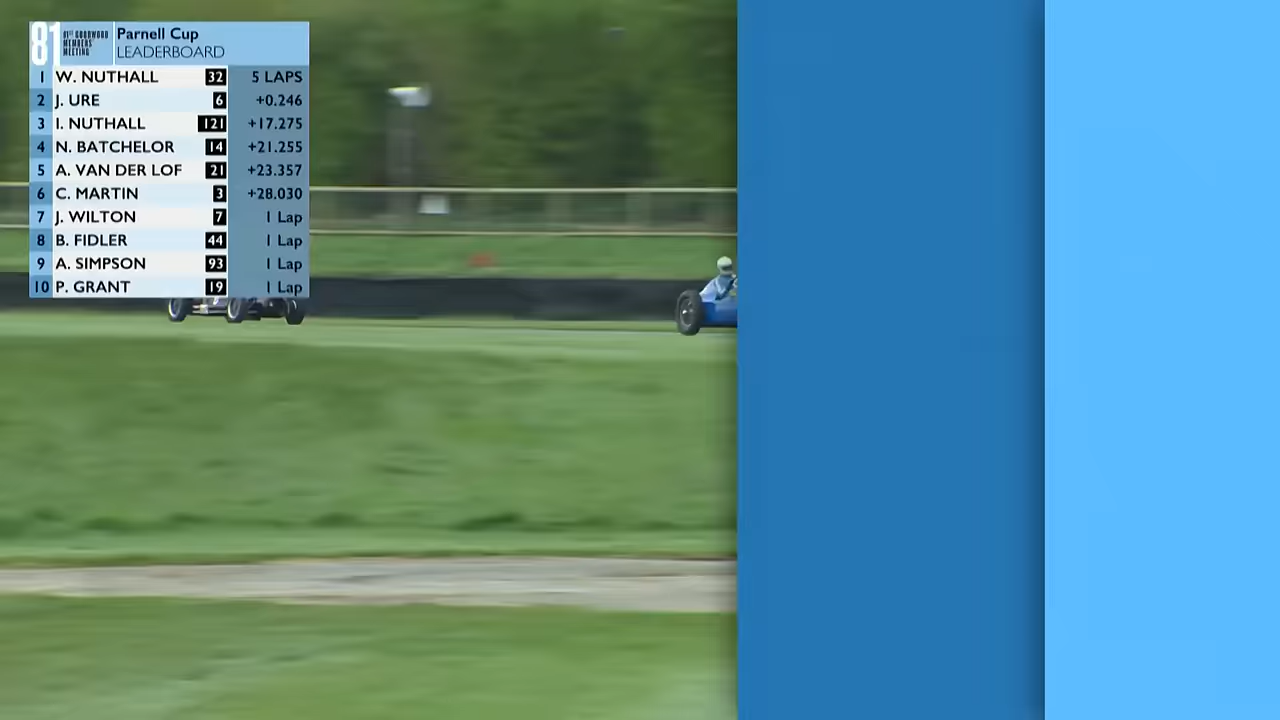 81
81ST GOODWOOD
MEMBERS'
MEETING
Parnell Cup
LEADERBOARD
1 W. NUTHALL 32 5 LAPS
2 J. URE 6 +0.246
3 I. NUTHALL 121 +17.275
4 N. BATCHELOR 14 +21.255
5 A. VAN DER LOF 21 +23.357
6 C. MARTIN 3 +28.030
7 J. WILTON 7 1 Lap
8 B. FIDLER 44 1 Lap
9 A. SIMPSON 93 1 Lap
10 P. GRANT 19 1 Lap